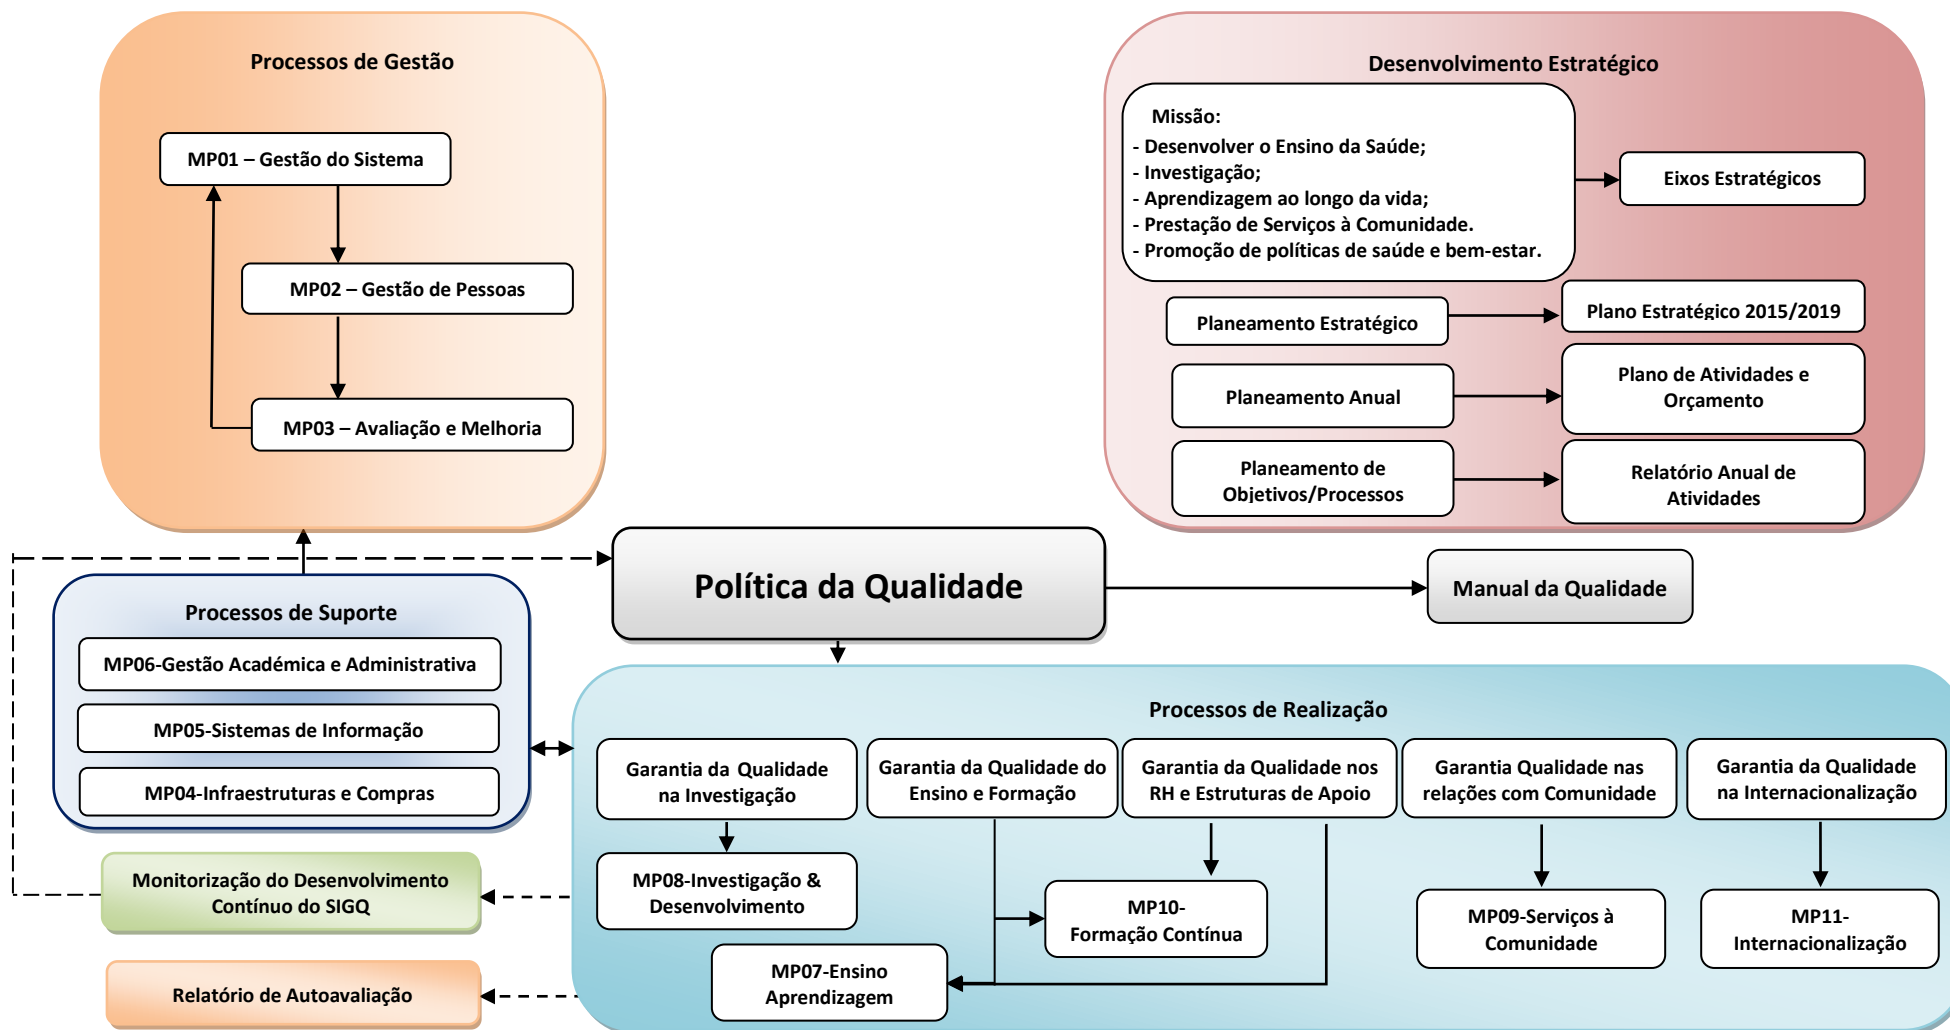 Processos de Gestão
MP01 – Gestão do Sistema
MP02 – Gestão de Pessoas
MP03 – Avaliação e Melhoria
Desenvolvimento Estratégico
Missão:
- Desenvolver o Ensino da Saúde;
- Investigação;
- Aprendizagem ao longo da vida;
- Prestação de Serviços à Comunidade.
- Promoção de políticas de saúde e bem-estar.
Eixos Estratégicos
Planeamento Estratégico
Plano Estratégico 2015/2019
Planeamento Anual
Plano de Atividades e
Orçamento
Planeamento de
Objetivos/Processos
Relatório Anual de
Atividades
Política da Qualidade
Manual da Qualidade
Processos de Suporte
MP06-Gestão Académica e Administrativa
MP05-Sistemas de Informação
MP04-Infraestruturas e Compras
Monitorização do Desenvolvimento
Contínuo do SIGQ
Relatório de Autoavaliação
Processos de Realização
Garantia da Qualidade
na Investigação
Garantia da Qualidade do
Ensino e Formação
Garantia da Qualidade nos
RH e Estruturas de Apoio
Garantia Qualidade nas
relações com Comunidade
Garantia da Qualidade
na Internacionalização
MP08-Investigação &
Desenvolvimento
MP10-
Formação Contínua
MP09-Serviços à
Comunidade
MP11-
Internacionalização
MP07-Ensino
Aprendizagem